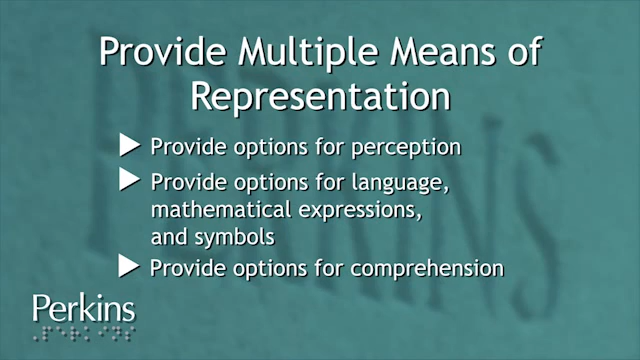 Provide Multiple Means of
Representation
Provide options for perception
Provide options for language,
mathematical expressions,
and symbols
Provide options for comprehension
Perkins
⠠⠏⠑⠗⠅⠊⠝⠎
PERKINS